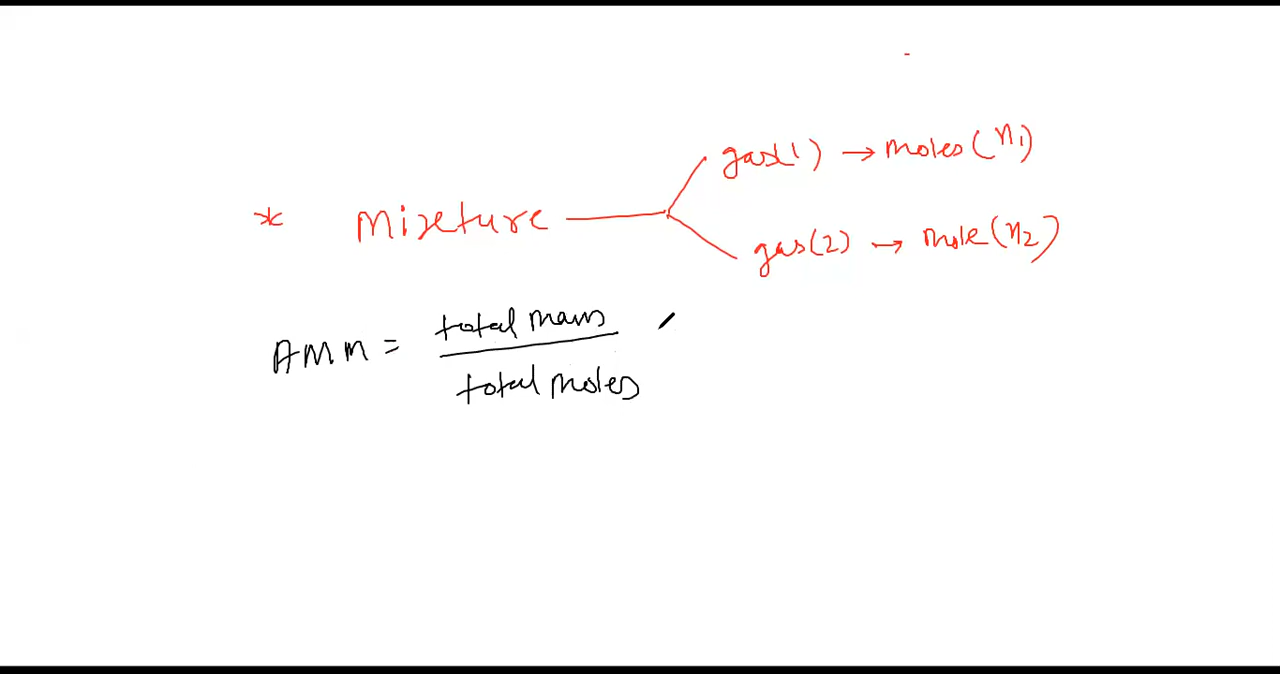 gas(1) → moles(n₁)
* Mixture
gas(2) → mole(n₂)
AMM = total mass
total moles